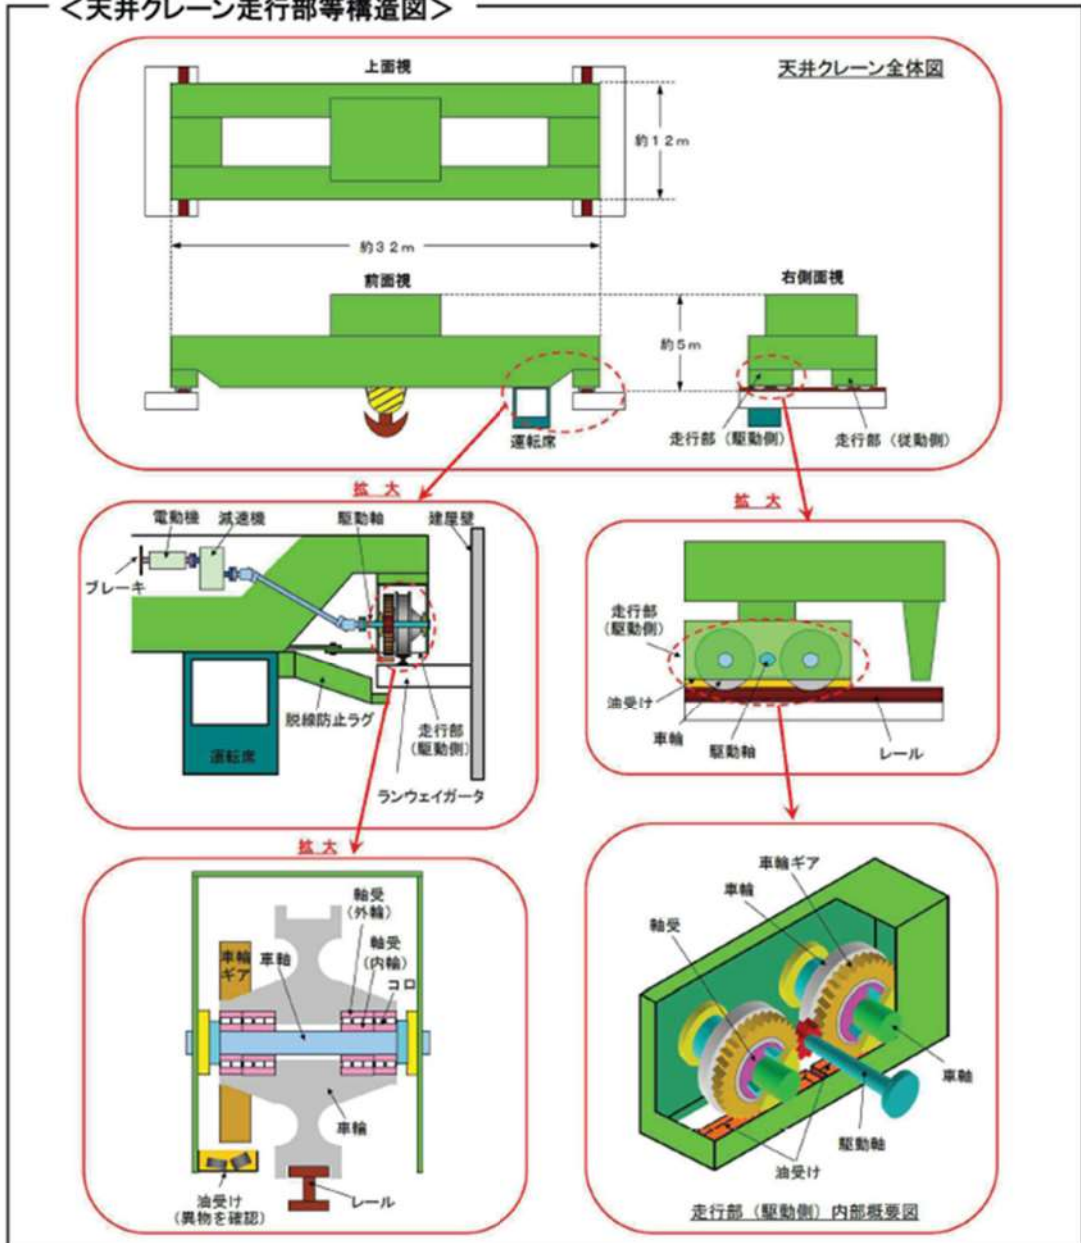 ＜天井クレーン走行部等構造図＞
上面視
天井クレーン全体図
約１２ｍ
約３２ｍ
前面視
右側面視
約５ｍ
運転席
走行部（駆動側）
走行部（従動側）
拡大
拡大
電動機
減速機
駆動軸
建屋壁
ブレーキ
脱線防止ラグ
走行部
（駆動側）
運転席
ランウェイガータ
走行部
（駆動側）
油受け
車輪
駆動軸
レール
拡大
軸受
（外輪）
軸受
（内輪）
コロ
車輪
ギア
車軸
車輪
油受け
（異物を確認）
レール
車輪ギア
車輪
軸受
車軸
駆動軸
油受け
走行部（駆動側）内部概要図